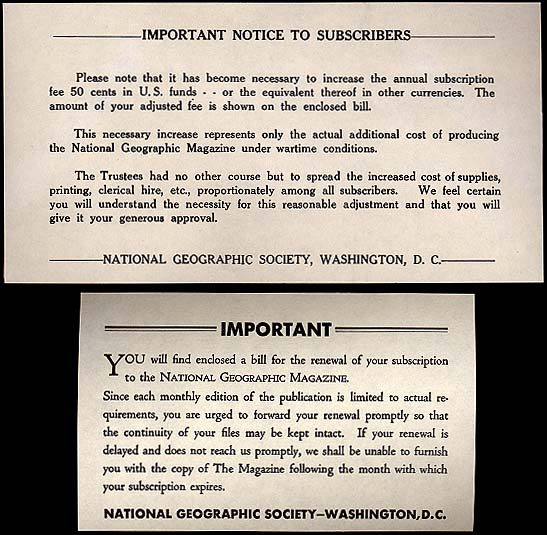 IMPORTANT NOTICE TO SUBSCRIBERS
Please note that it has become necessary to increase the annual subscription
fee 50 cents in U.S. funds - - or the equivalent thereof in other currencies. The
amount of your adjusted fee is shown on the enclosed bill.
This necessary increase represents only the actual additional cost of producing
the National Geographic Magazine under wartime conditions.
The Trustees had no other course but to spread the increased cost of supplies,
printing, clerical hire, etc., proportionately among all subscribers. We feel certain
you will understand the necessity for this reasonable adjustment and that you will
give it your generous approval.
NATIONAL GEOGRAPHIC SOCIETY, WASHINGTON, D. C.
IMPORTANT
YOU will find enclosed a bill for the renewal of your subscription
to the NATIONAL GEOGRAPHIC MAGAZINE.
Since each monthly edition of the publication is limited to actual re-
quirements, you are urged to forward your renewal promptly so that
the continuity of your files may be kept intact. If your renewal is
delayed and does not reach us promptly, we shall be unable to furnish
you with the copy of The Magazine following the month with which
your subscription expires.
NATIONAL GEOGRAPHIC SOCIETY—WASHINGTON, D.C.